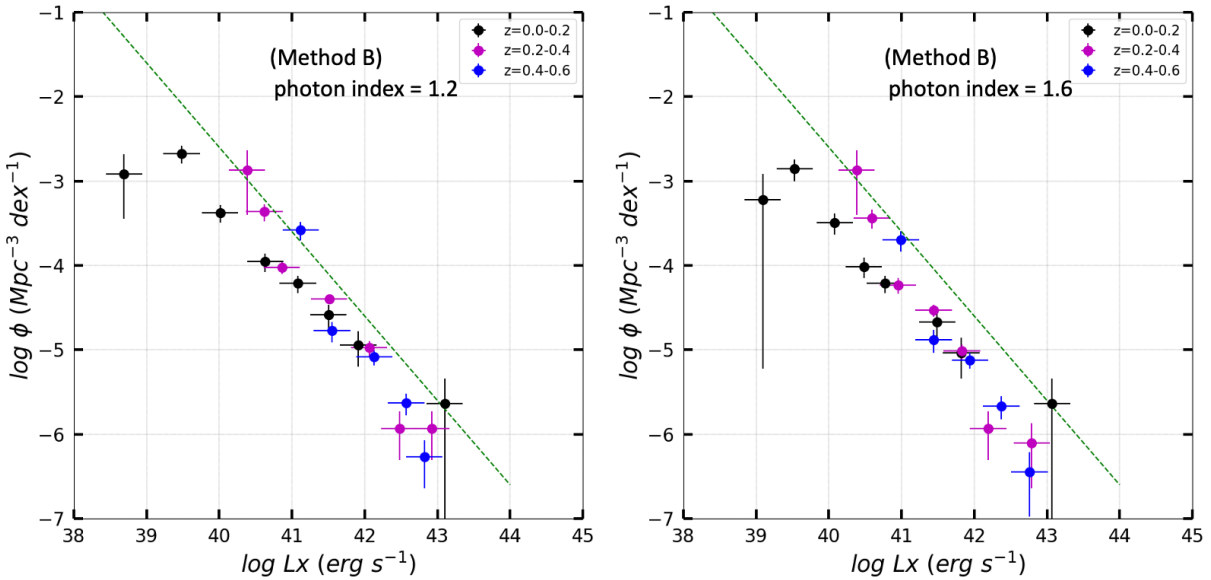 −1
−2
−3
−4
−5
−6
−7
38 39 40 41 42 43 44 45
log ϕ (Mpc⁻³ dex⁻¹)
log Lx (erg s⁻¹)
(Method B)
photon index = 1.2
z=0.0-0.2
z=0.2-0.4
z=0.4-0.6
−1
−2
−3
−4
−5
−6
−7
38 39 40 41 42 43 44 45
log ϕ (Mpc⁻³ dex⁻¹)
log Lx (erg s⁻¹)
(Method B)
photon index = 1.6
z=0.0-0.2
z=0.2-0.4
z=0.4-0.6